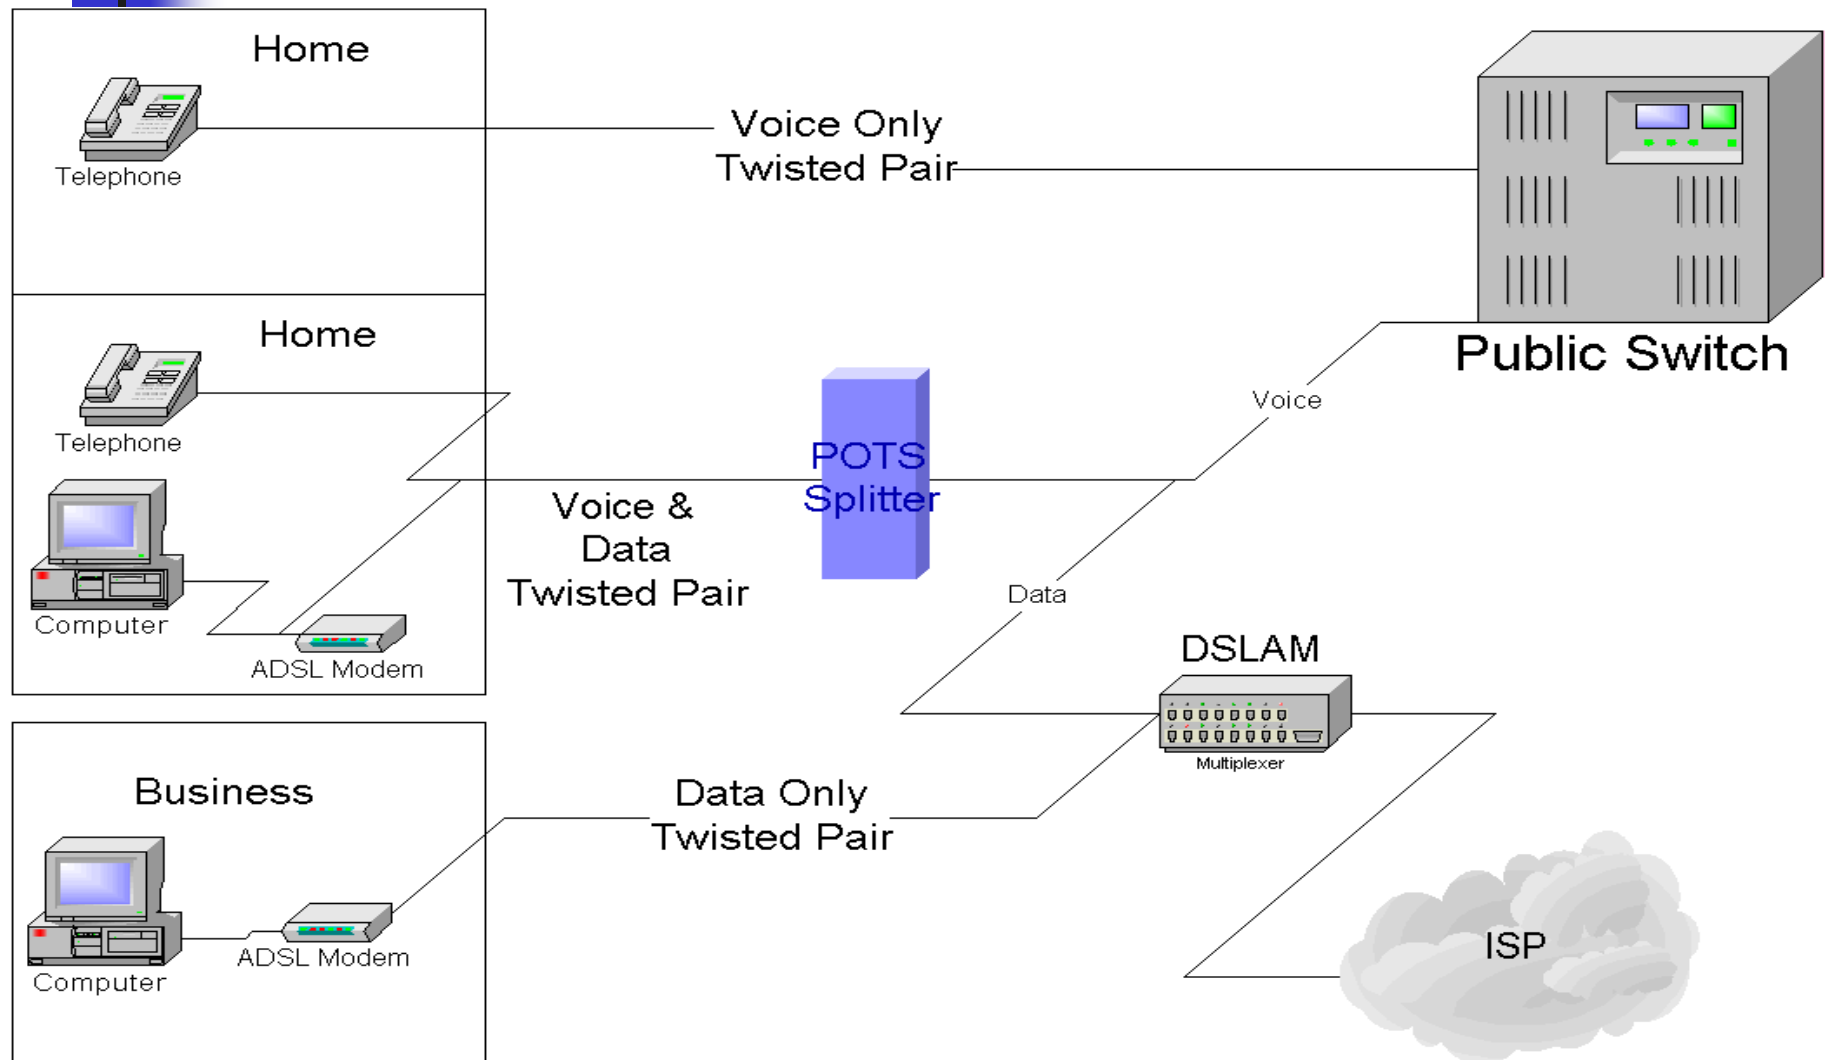 Home
Telephone
Voice Only
Twisted Pair
Public Switch
Home
Telephone
Computer
ADSL Modem
Voice &
Data
Twisted Pair
POTS
Splitter
Voice
Data
DSLAM
Multiplexer
Business
Computer
ADSL Modem
Data Only
Twisted Pair
ISP